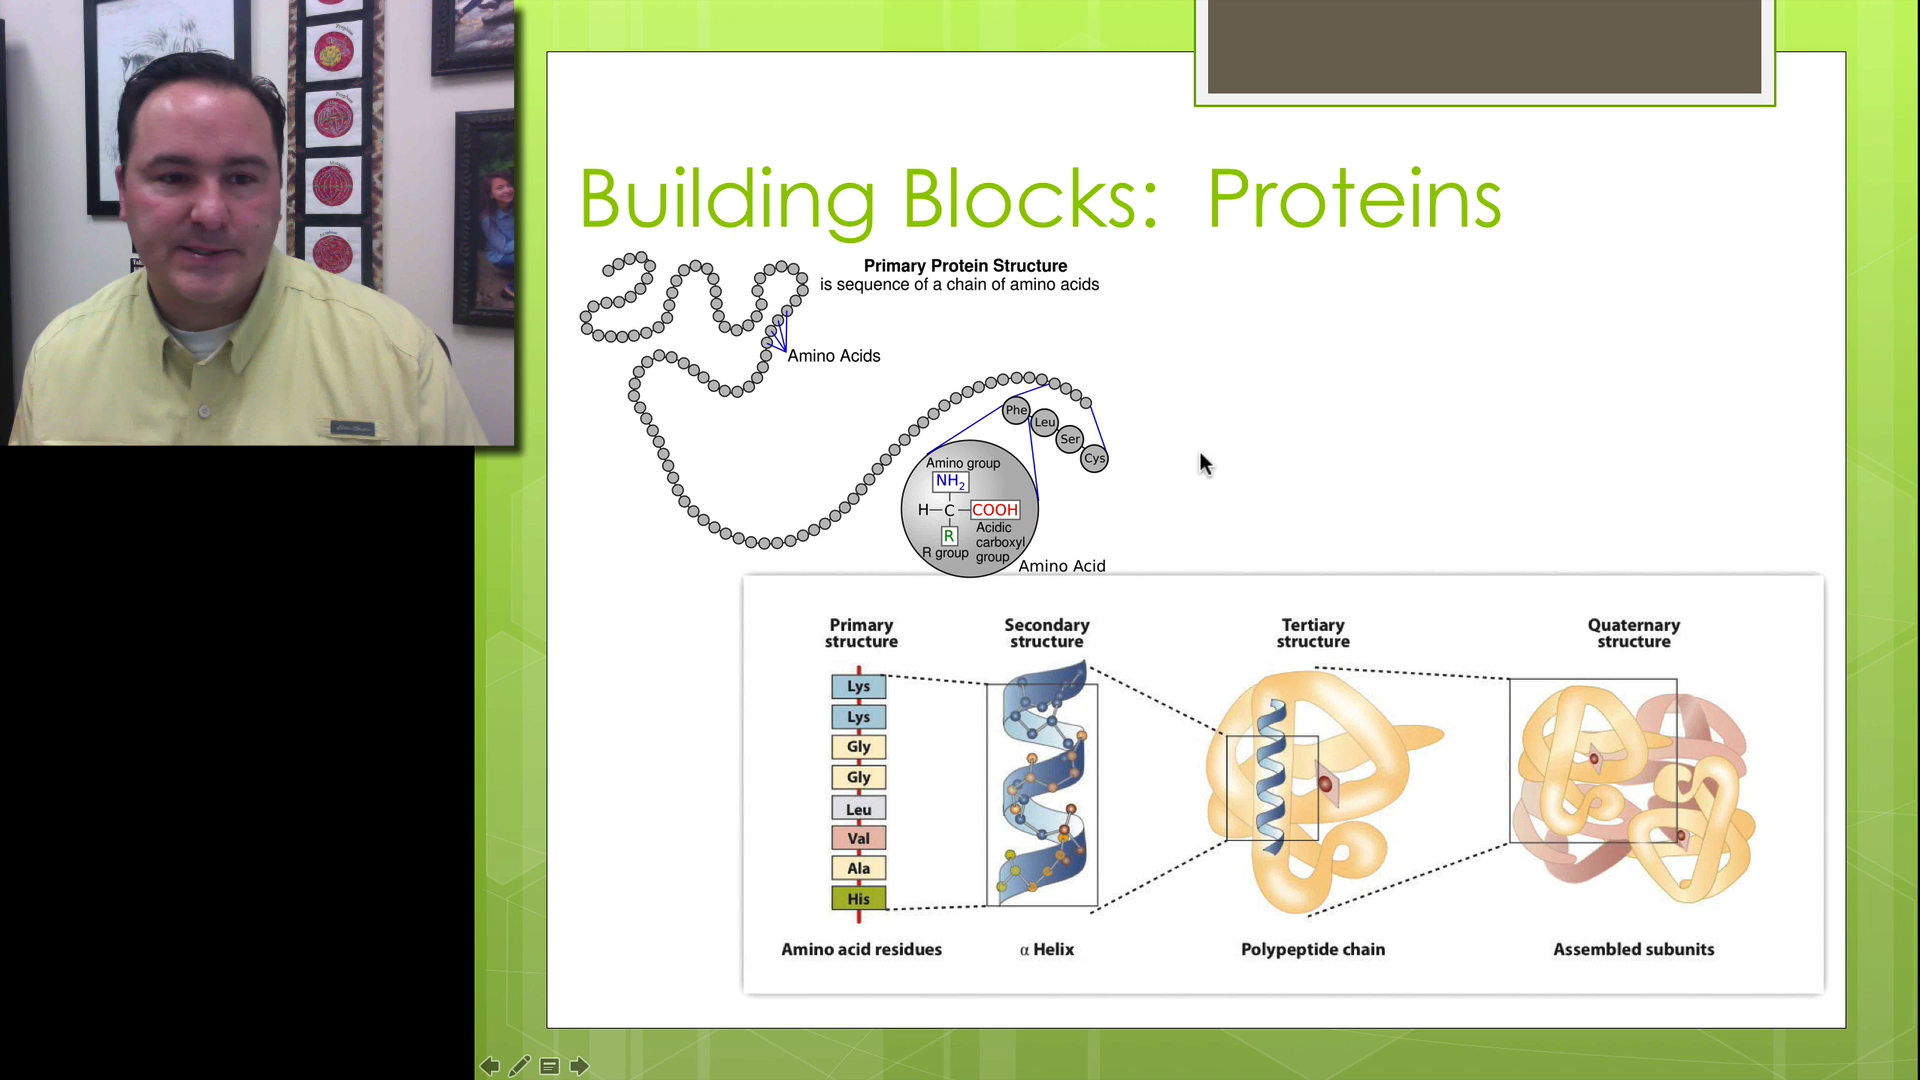 Building Blocks:  Proteins
Primary Protein Structure
is sequence of a chain of amino acids
Amino Acids
Phe
Leu
Ser
Cys
Amino group
NH2
H C COOH
R
Acidic
carboxyl
group
R group
Amino Acid
Primary
structure
Secondary
structure
Tertiary
structure
Quaternary
structure
Lys
Lys
Gly
Gly
Leu
Val
Ala
His
Amino acid residues
α Helix
Polypeptide chain
Assembled subunits